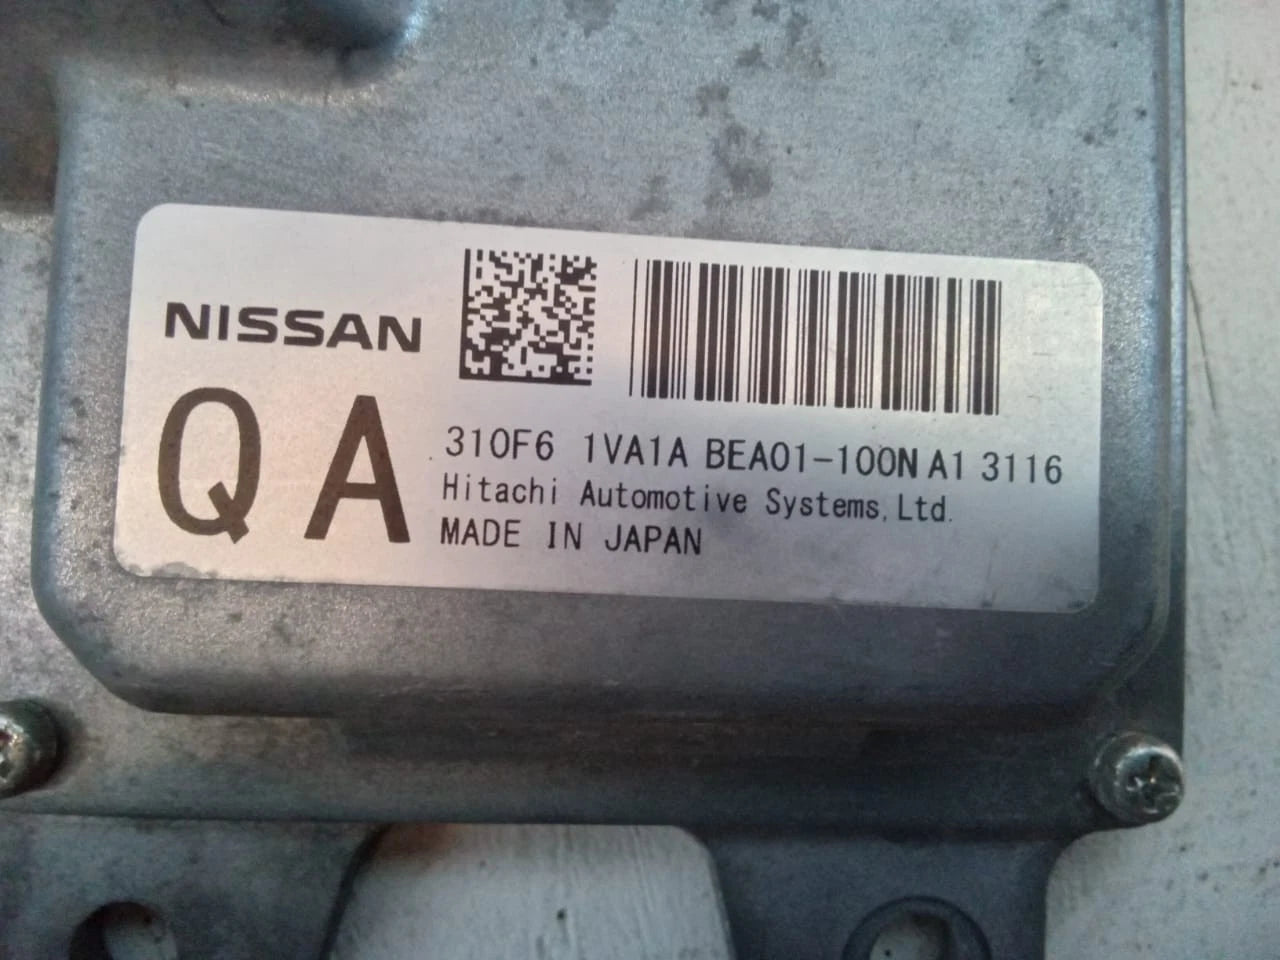 NISSAN
QA
310F6 1VA1A BEA01-100N A1 3116
Hitachi Automotive Systems,Ltd.
MADE IN JAPAN